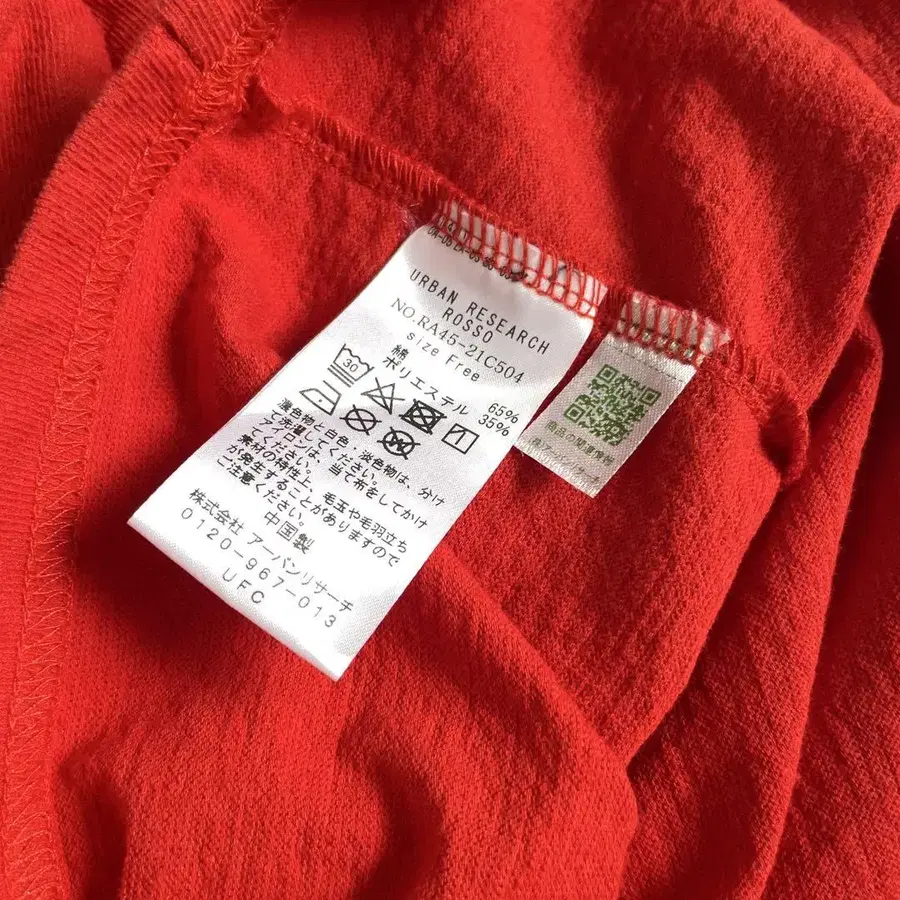 URBAN RESEARCH
ROSSO
NO.RA45-21C504
size Free
綿 65%
ポリエステル 35%
30
濃色物と白色、淡色物は、分け
て洗濯してください。
アイロンは、当て布をしてかけ
てください。
素材の特性上、毛玉や毛羽立ち
が発生することがありますので
ご注意ください。
中国製
株式会社 アーバンリサーチ
0120-967-013
UFC
商品の関連情報
(株)アーバンリサーチ